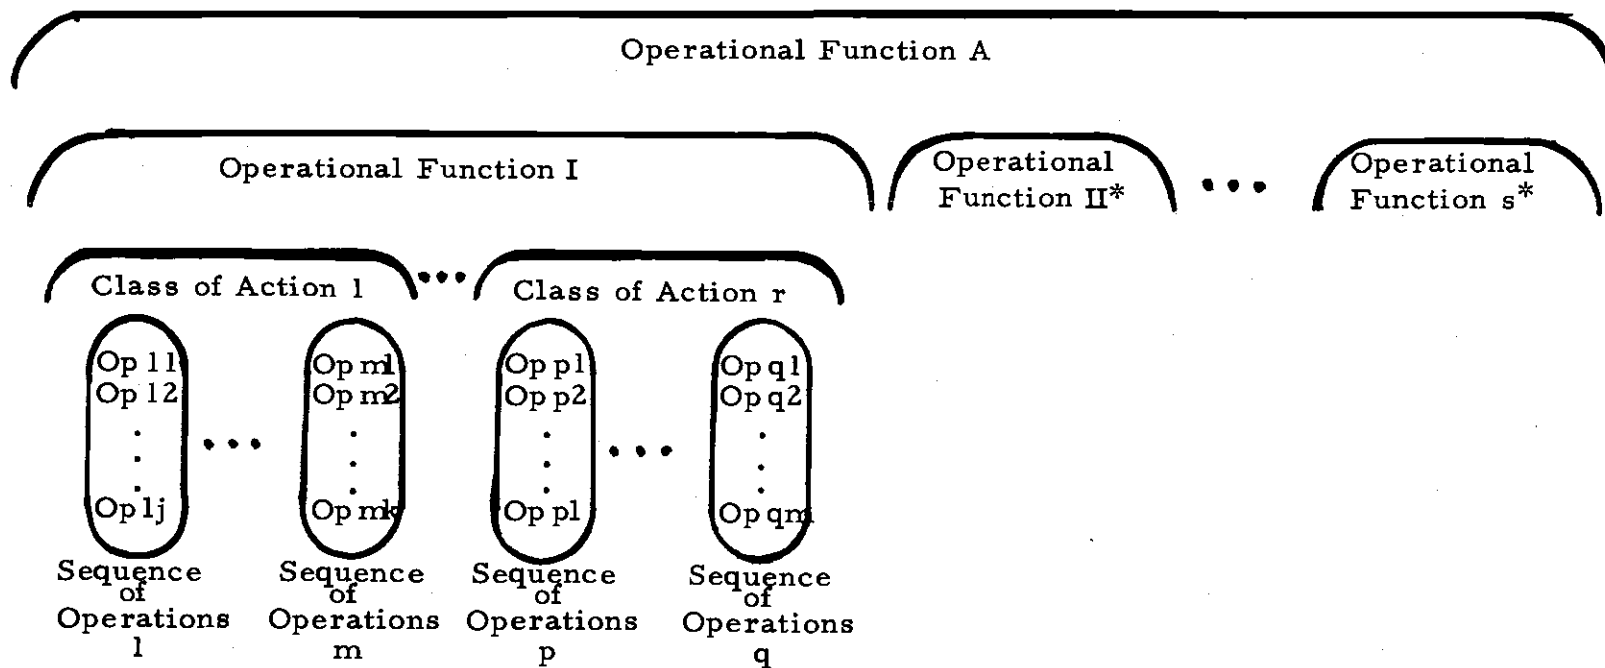 Operational Function A
Operational Function I
Operational
Function II*
Operational
Function s*
Class of Action 1
Class of Action r
Op 11
Op 12
Op 1j
Op m1
Op m2
Op mk
Op p1
Op p2
Op pl
Op q1
Op q2
Op qm
Sequence
of
Operations
1
Sequence
of
Operations
m
Sequence
of
Operations
p
Sequence
of
Operations
q